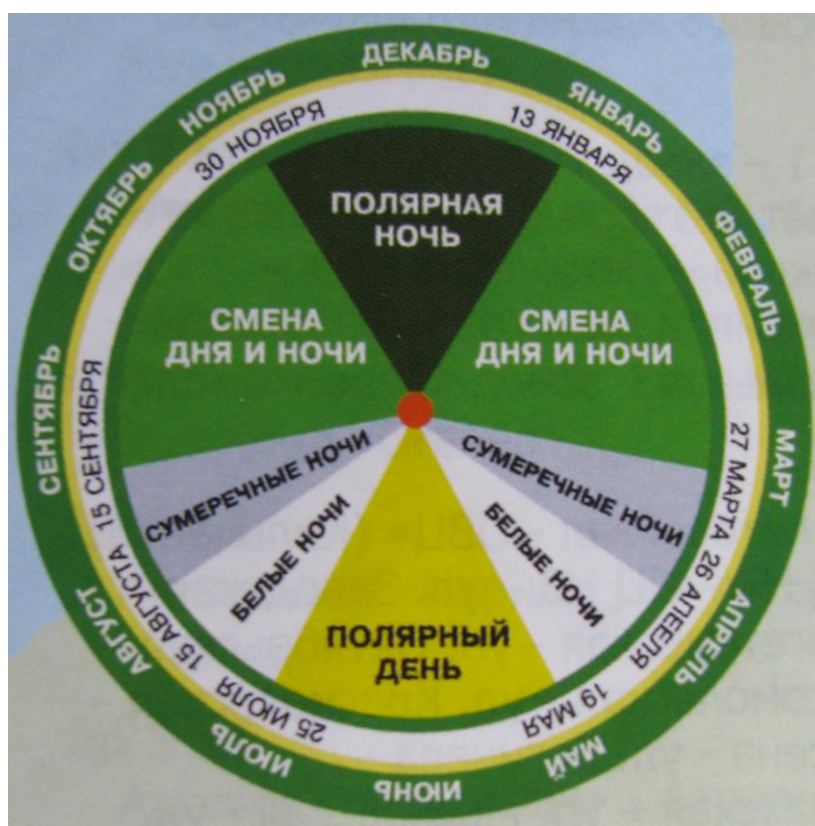 ДЕКАБРЬ
ЯНВАРЬ
ФЕВРАЛЬ
МАРТ
АПРЕЛЬ
МАЙ
ИЮНЬ
ИЮЛЬ
АВГУСТ
СЕНТЯБРЬ
ОКТЯБРЬ
НОЯБРЬ
30 НОЯБРЯ
13 ЯНВАРЯ
27 МАРТА
26 АПЕЕЛЯ
19 МАЯ
25 ИЮЛЯ
15 АВГУСТА
15 СЕНТЯБРЯ
ПОЛЯРНАЯ
НОЧЬ
СМЕНА
ДНЯ И НОЧИ
СМЕНА
ДНЯ И НОЧИ
СУМЕРЕЧНЫЕ НОЧИ
СУМЕРЕЧНЫЕ НОЧИ
БЕЛЫЕ НОЧИ
БЕЛЫЕ НОЧИ
ПОЛЯРНЫЙ
ДЕНЬ